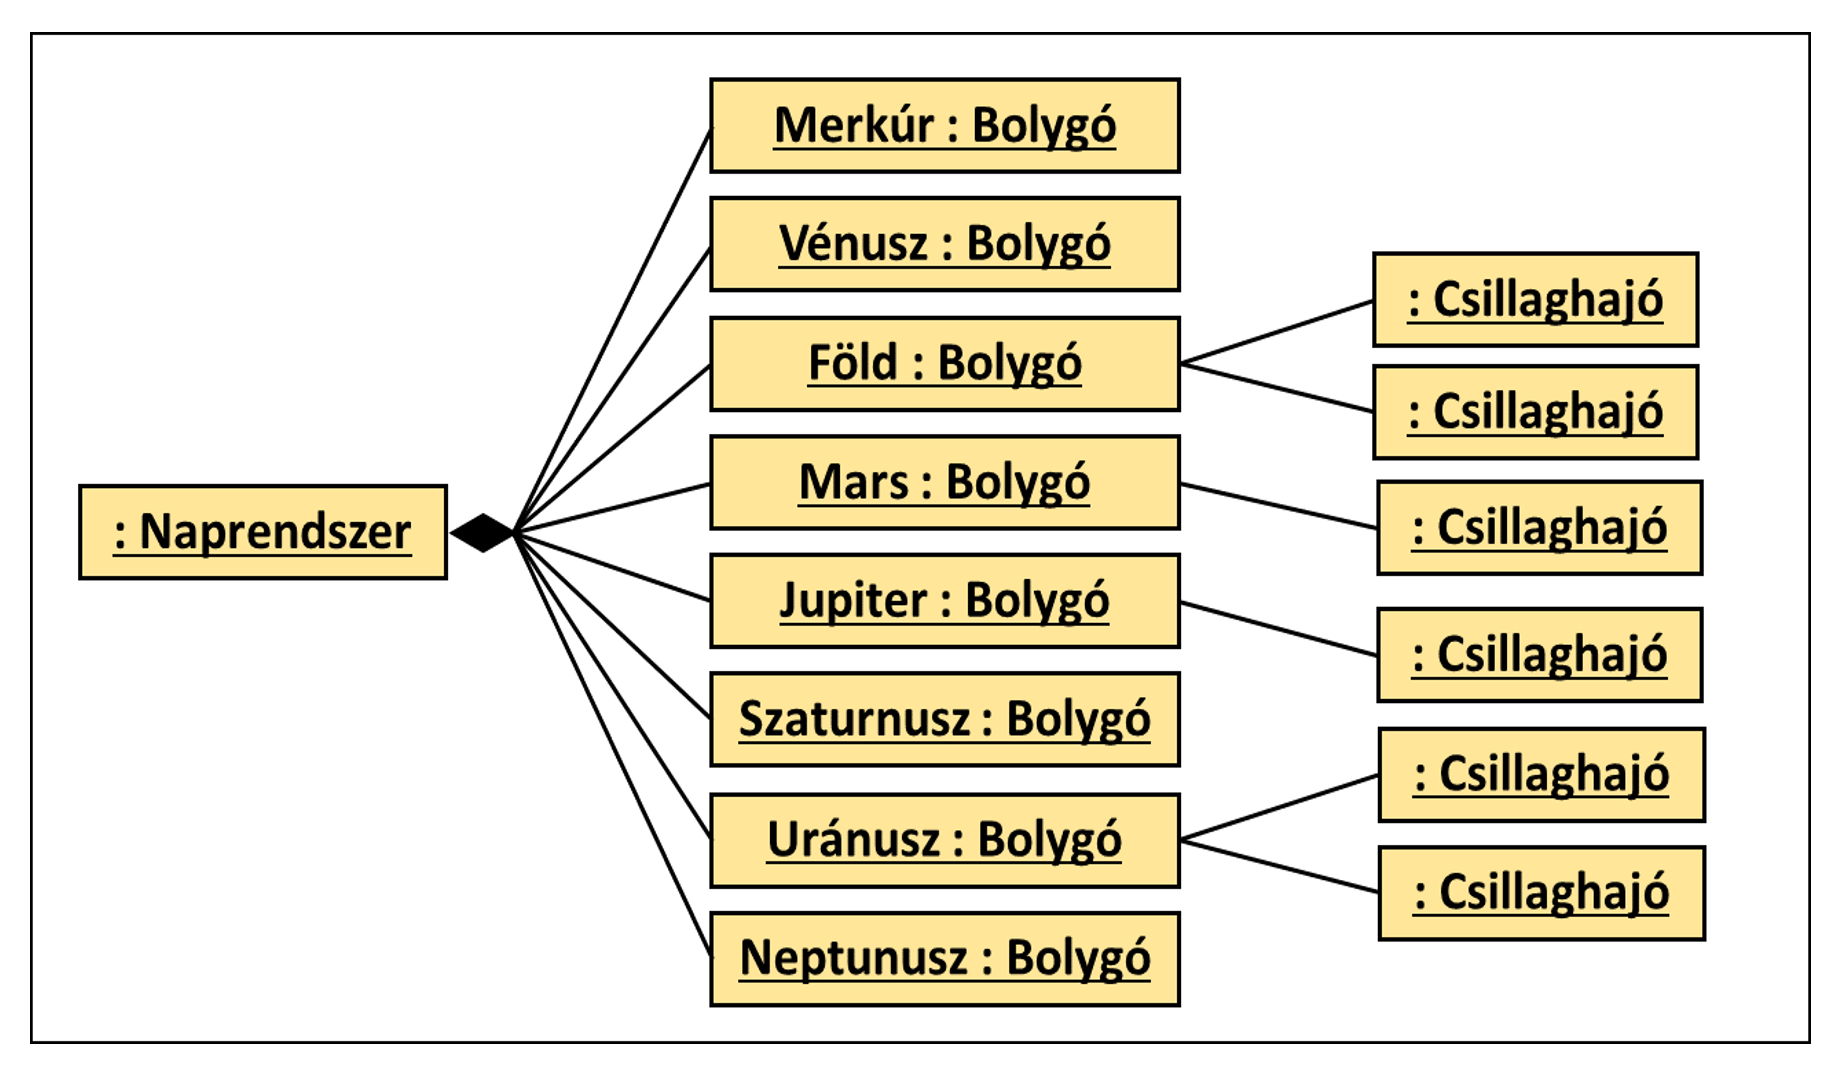 : Naprendszer
Merkúr : Bolygó
Vénusz : Bolygó
Föld : Bolygó
Mars : Bolygó
Jupiter : Bolygó
Szaturnusz : Bolygó
Uránusz : Bolygó
Neptunusz : Bolygó
: Csillaghajó
: Csillaghajó
: Csillaghajó
: Csillaghajó
: Csillaghajó
: Csillaghajó